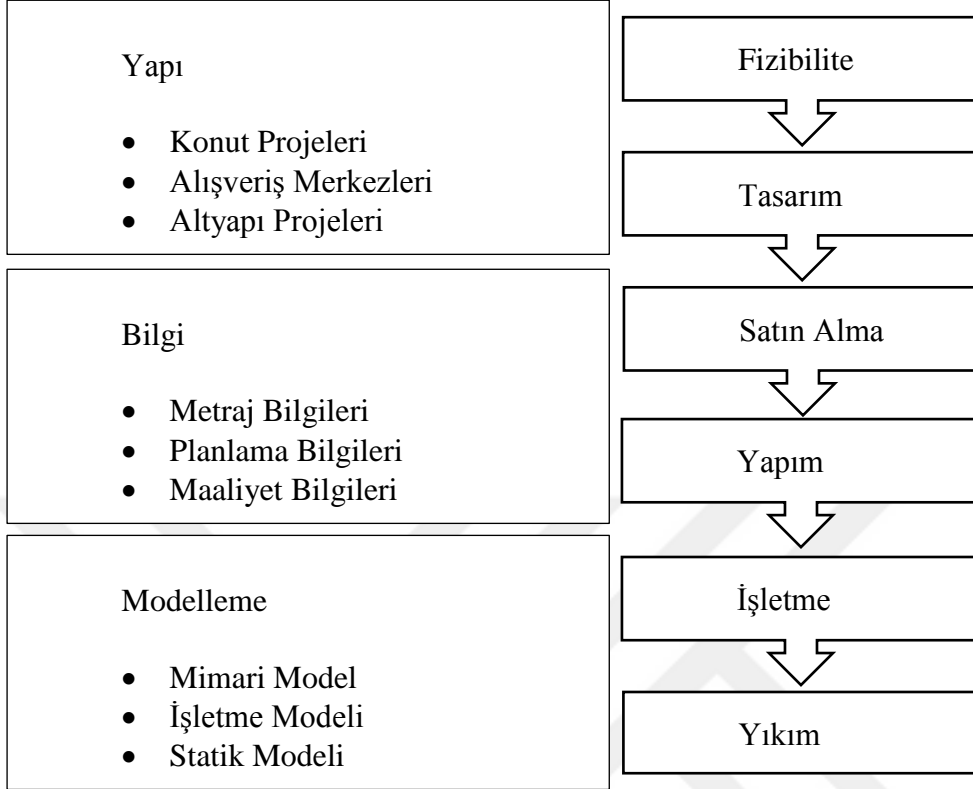 Yapı
• Konut Projeleri
• Alışveriş Merkezleri
• Altyapı Projeleri
Bilgi
• Metraj Bilgileri
• Planlama Bilgileri
• Maaliyet Bilgileri
Modelleme
• Mimari Model
• İşletme Modeli
• Statik Modeli
Fizibilite
Tasarım
Satın Alma
Yapım
İşletme
Yıkım